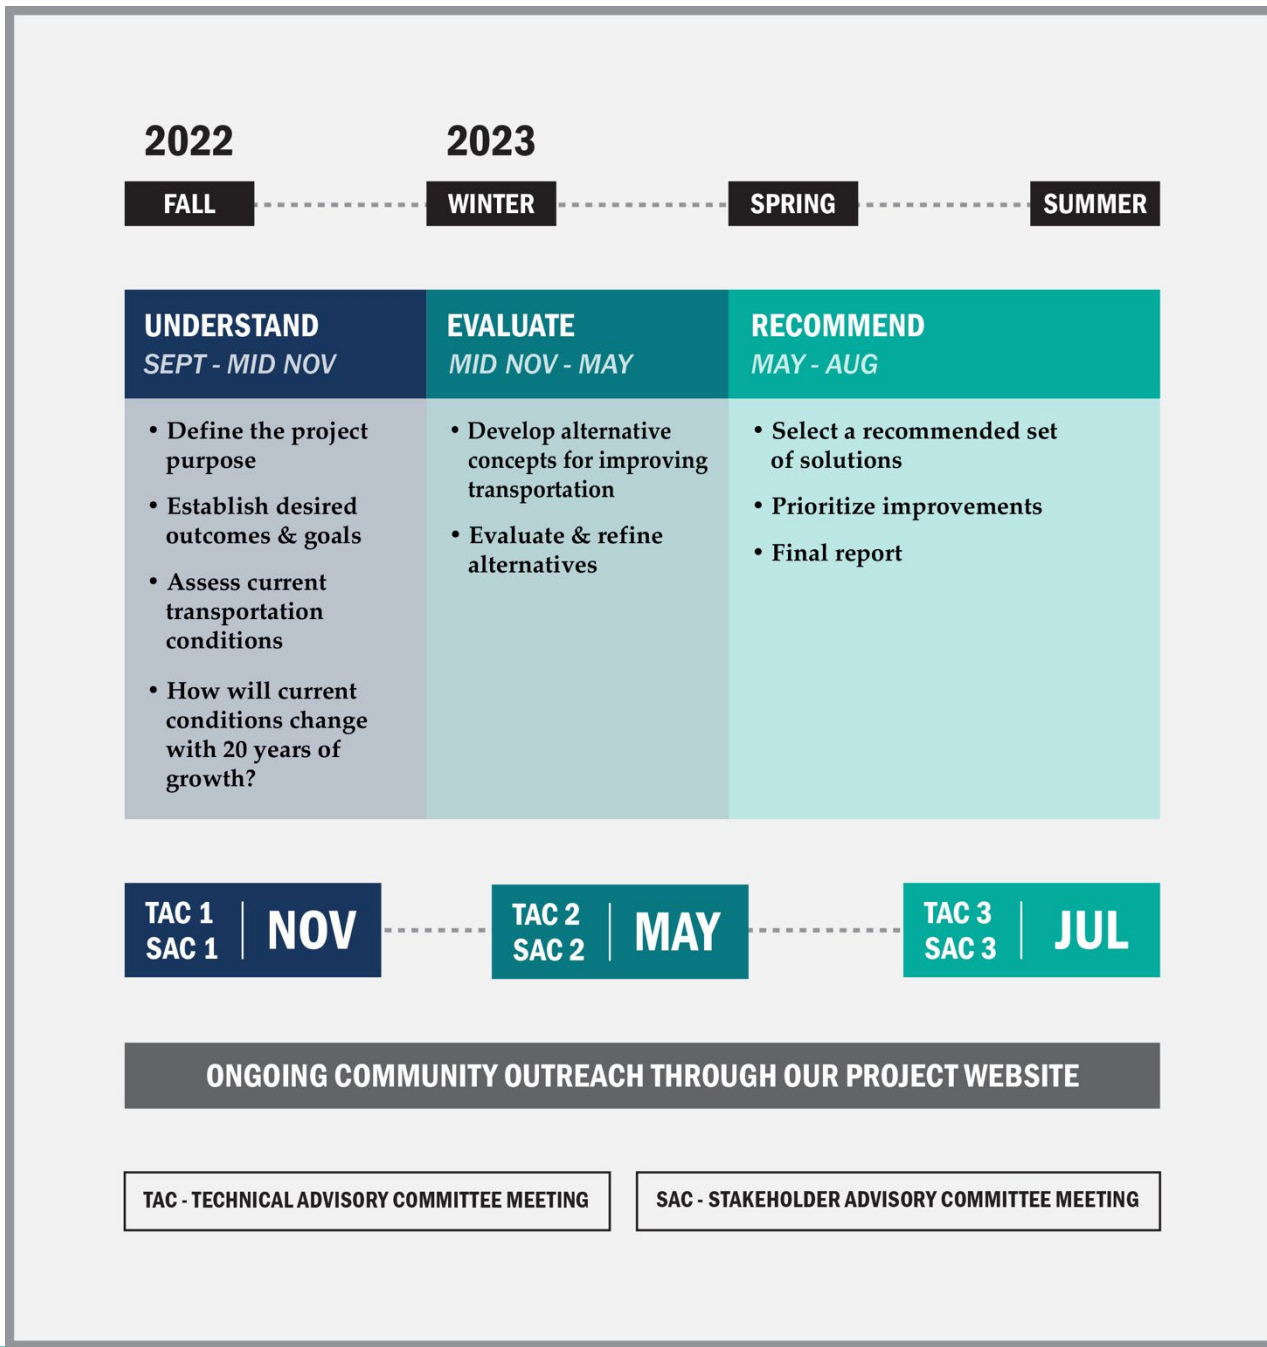 2022
2023
FALL
WINTER
SPRING
SUMMER
UNDERSTAND
SEPT - MID NOV
• Define the project
purpose
• Establish desired
outcomes & goals
• Assess current
transportation
conditions
• How will current
conditions change
with 20 years of
growth?
EVALUATE
MID NOV - MAY
• Develop alternative
concepts for improving
transportation
• Evaluate & refine
alternatives
RECOMMEND
MAY - AUG
• Select a recommended set
of solutions
• Prioritize improvements
• Final report
TAC 1
SAC 1
NOV
TAC 2
SAC 2
MAY
TAC 3
SAC 3
JUL
ONGOING COMMUNITY OUTREACH THROUGH OUR PROJECT WEBSITE
TAC - TECHNICAL ADVISORY COMMITTEE MEETING
SAC - STAKEHOLDER ADVISORY COMMITTEE MEETING